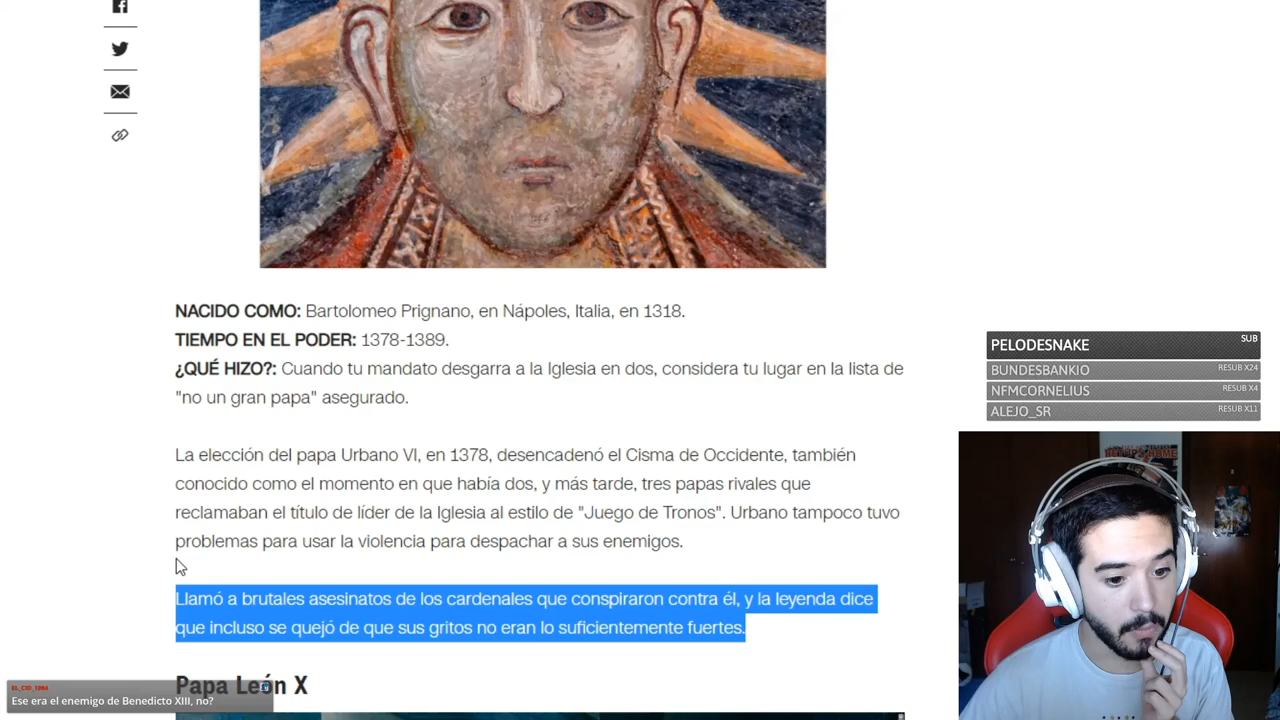 NACIDO COMO: Bartolomeo Prignano, en Nápoles, Italia, en 1318.
TIEMPO EN EL PODER: 1378-1389.
¿QUÉ HIZO?: Cuando tu mandato desgarra a la Iglesia en dos, considera tu lugar en la lista de
"no un gran papa" asegurado.
La elección del papa Urbano VI, en 1378, desencadenó el Cisma de Occidente, también
conocido como el momento en que había dos, y más tarde, tres papas rivales que
reclamaban el título de líder de la Iglesia al estilo de "Juego de Tronos". Urbano tampoco tuvo
problemas para usar la violencia para despachar a sus enemigos.
Llamó a brutales asesinatos de los cardenales que conspiraron contra él, y la leyenda dice
que incluso se quejó de que sus gritos no eran lo suficientemente fuertes.
Papa León X
EL_CID_1084
Ese era el enemigo de Benedicto XIII, no?
PELODESNAKE SUB
BUNDESBANKIO RESUB X24
NFMCORNELIUS RESUB X4
ALEJO_SR RESUB X11